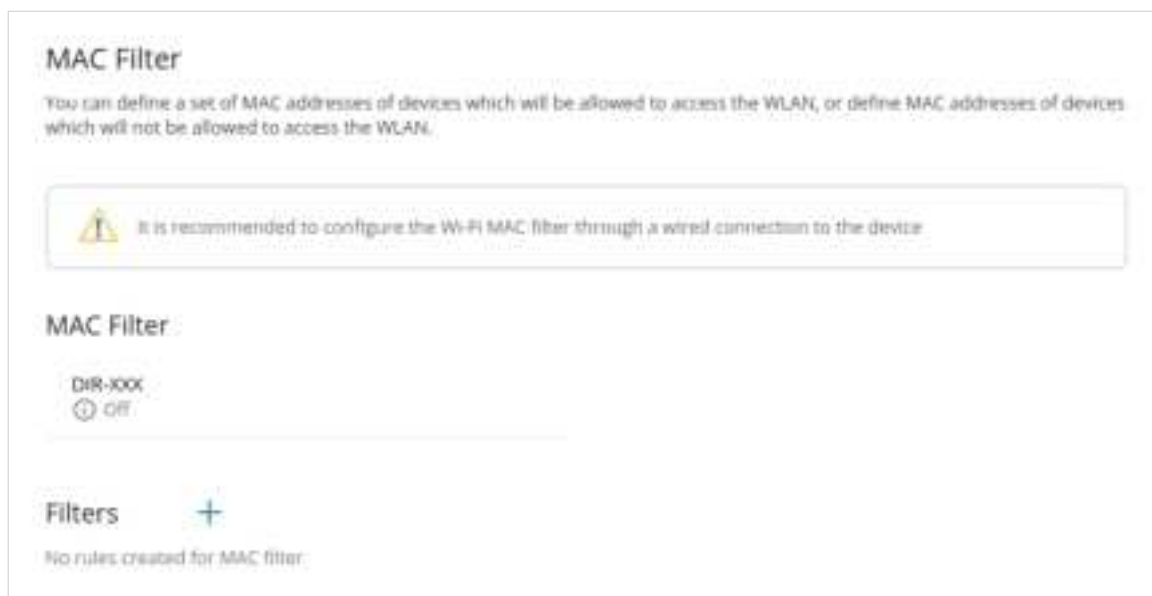 MAC Filter
You can define a set of MAC addresses of devices which will be allowed to access the WLAN, or define MAC addresses of devices
which will not be allowed to access the WLAN.
It is recommended to configure the Wi-Fi MAC filter through a wired connection to the device
MAC Filter
DIR-XXX
Off
Filters
No rules created for MAC filter